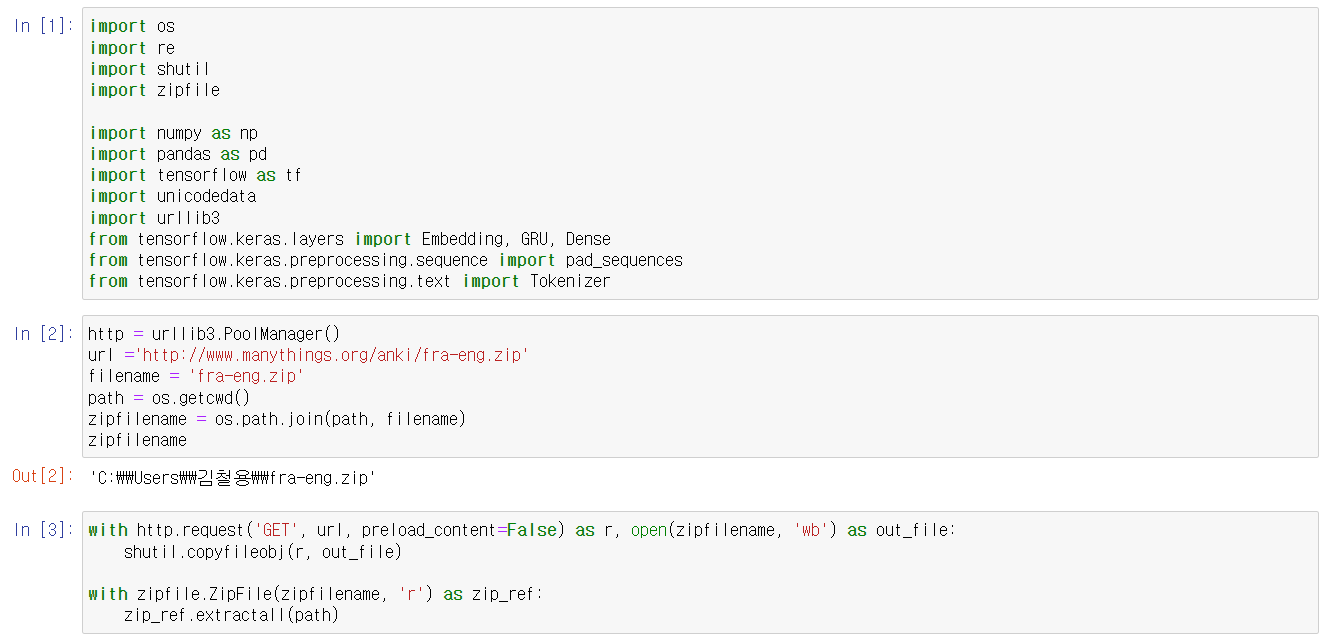 In [1]:
import os
import re
import shutil
import zipfile
import numpy as np
import pandas as pd
import tensorflow as tf
import unicodedata
import urllib3
from tensorflow.keras.layers import Embedding, GRU, Dense
from tensorflow.keras.preprocessing.sequence import pad_sequences
from tensorflow.keras.preprocessing.text import Tokenizer
In [2]:
http = urllib3.PoolManager()
url ='http://www.manythings.org/anki/fra-eng.zip'
filename = 'fra-eng.zip'
path = os.getcwd()
zipfilename = os.path.join(path, filename)
zipfilename
Out[2]: 'C:₩₩Users₩₩김철용₩₩fra-eng.zip'
In [3]:
with http.request('GET', url, preload_content=False) as r, open(zipfilename, 'wb') as out_file:
    shutil.copyfileobj(r, out_file)
with zipfile.ZipFile(zipfilename, 'r') as zip_ref:
    zip_ref.extractall(path)